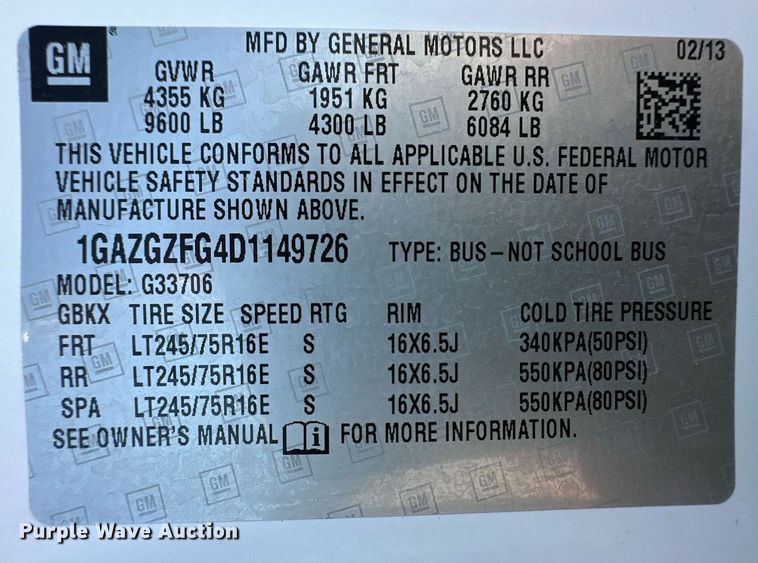 GM ®
MFD BY GENERAL MOTORS LLC 02/13
GVWR GAWR FRT GAWR RR
4355 KG 1951 KG 2760 KG
9600 LB 4300 LB 6084 LB
THIS VEHICLE CONFORMS TO ALL APPLICABLE U.S. FEDERAL MOTOR
VEHICLE SAFETY STANDARDS IN EFFECT ON THE DATE OF
MANUFACTURE SHOWN ABOVE.
1GAZGZFG4D1149726 TYPE: BUS–NOT SCHOOL BUS
MODEL: G33706
GBKX TIRE SIZE SPEED RTG RIM COLD TIRE PRESSURE
FRT LT245/75R16E S 16X6.5J 340KPA(50PSI)
RR LT245/75R16E S 16X6.5J 550KPA(80PSI)
SPA LT245/75R16E S 16X6.5J 550KPA(80PSI)
SEE OWNER'S MANUAL i FOR MORE INFORMATION.
Purple Wave Auction